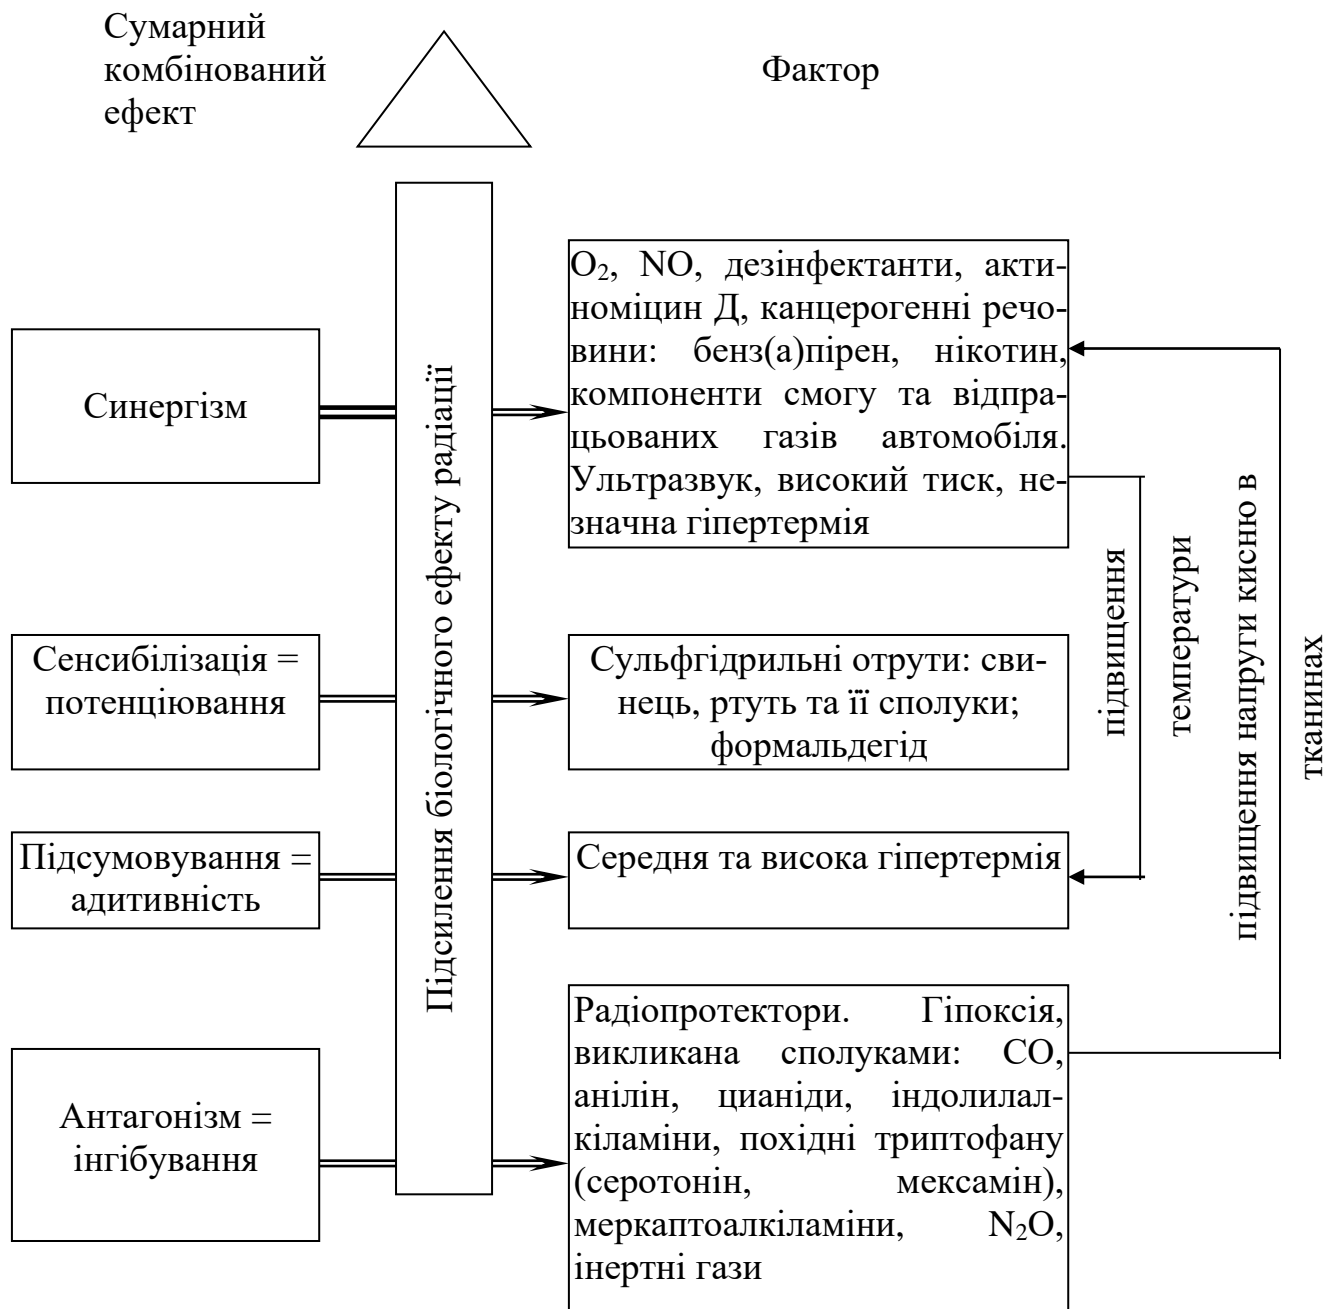 Сумарний
комбінований
ефект
Фактор
Підсилення біологічного ефекту радіації
Синергізм
O₂, NO, дезінфектанти, акти-
номіцин Д, канцерогенні речо-
вини: бенз(а)пірен, нікотин,
компоненти смогу та відпра-
цьованих газів автомобіля.
Ультразвук, високий тиск, не-
значна гіпертермія
Сенсибілізація =
потенціювання
Сульфгідрильні отрути: сви-
нець, ртуть та її сполуки;
формальдегід
Підсумовування =
адитивність
Середня та висока гіпертермія
Антагонізм =
інгібування
Радіопротектори. Гіпоксія,
викликана сполуками: CO,
анілін, цианіди, індолилал-
кіламіни, похідні триптофану
(серотонін, мексамін),
меркаптоалкіламіни, N₂O,
інертні гази
підвищення
температури
підвищення напруги кисню в
тканинах